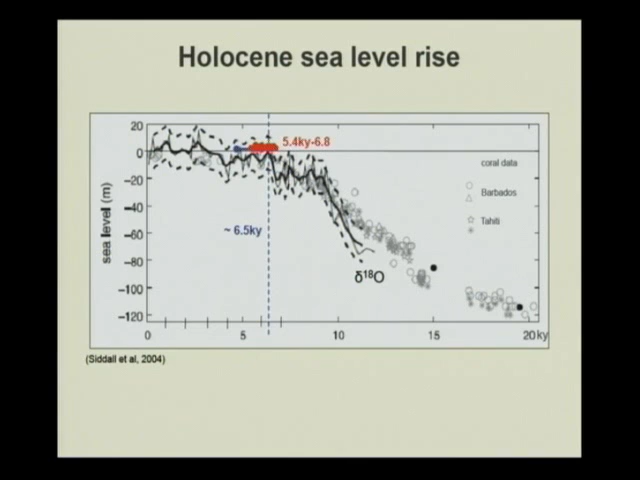 Holocene sea level rise
20
5.4ky-6.8
0
coral data
−20
Barbados
−40
Tahiti
sea level (m)
−60
~ 6.5ky
−80
δ18O
−100
−120
0 5 10 15 20ky
(Siddall et al, 2004)